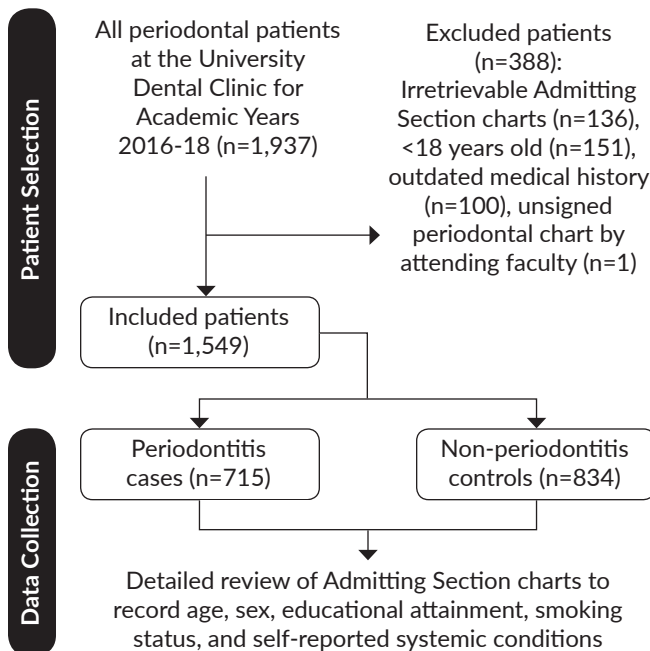 Patient Selection
All periodontal patients
at the University
Dental Clinic for
Academic Years
2016-18 (n=1,937)
Excluded patients
(n=388):
Irretrievable Admitting
Section charts (n=136),
<18 years old (n=151),
outdated medical history
(n=100), unsigned
periodontal chart by
attending faculty (n=1)
Included patients
(n=1,549)
Data Collection
Periodontitis
cases (n=715)
Non-periodontitis
controls (n=834)
Detailed review of Admitting Section charts to
record age, sex, educational attainment, smoking
status, and self-reported systemic conditions